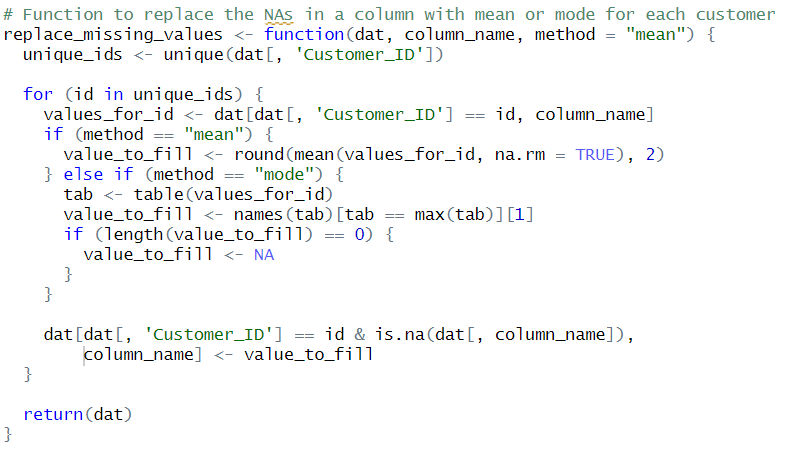 # Function to replace the NAs in a column with mean or mode for each customer
replace_missing_values <- function(dat, column_name, method = "mean") {
  unique_ids <- unique(dat[, 'Customer_ID'])

  for (id in unique_ids) {
    values_for_id <- dat[dat[, 'Customer_ID'] == id, column_name]
    if (method == "mean") {
      value_to_fill <- round(mean(values_for_id, na.rm = TRUE), 2)
    } else if (method == "mode") {
      tab <- table(values_for_id)
      value_to_fill <- names(tab)[tab == max(tab)][1]
      if (length(value_to_fill) == 0) {
        value_to_fill <- NA
      }
    }

    dat[dat[, 'Customer_ID'] == id & is.na(dat[, column_name]),
        column_name] <- value_to_fill
  }

  return(dat)
}